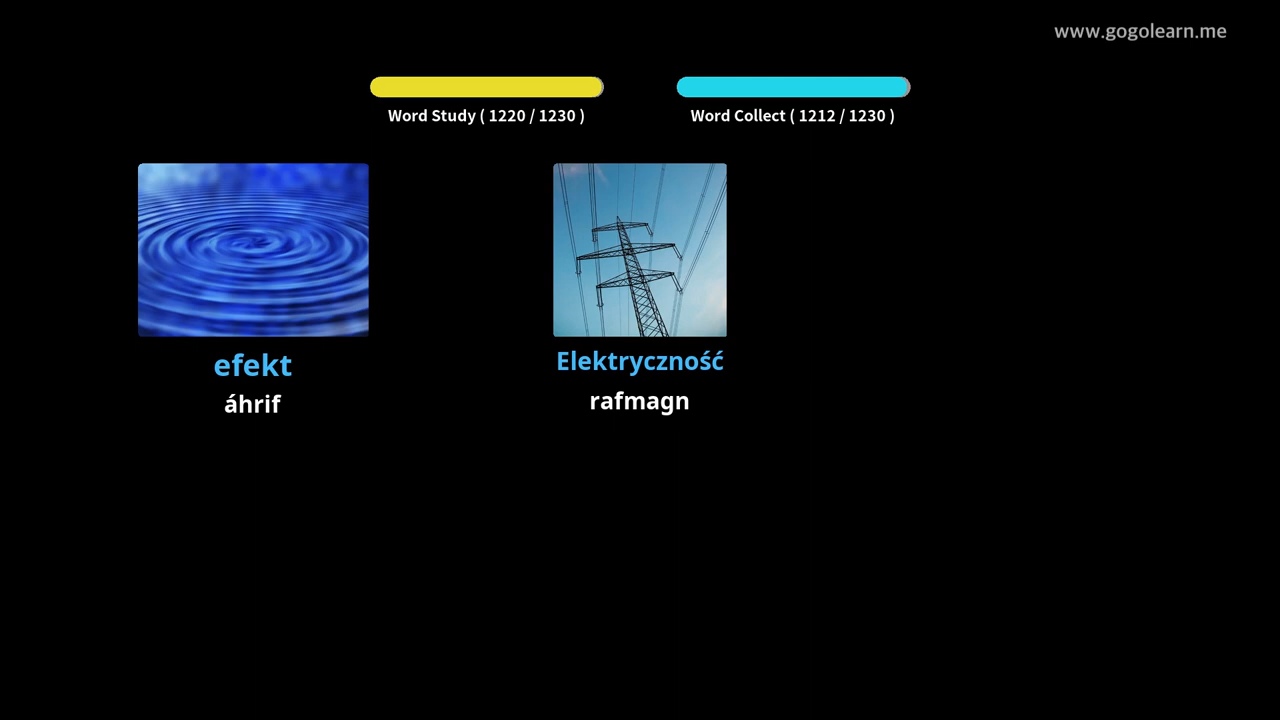 www.gogolearn.me
Word Study ( 1220 / 1230 )
Word Collect ( 1212 / 1230 )
efekt
áhrif
Elektryczność
rafmagn